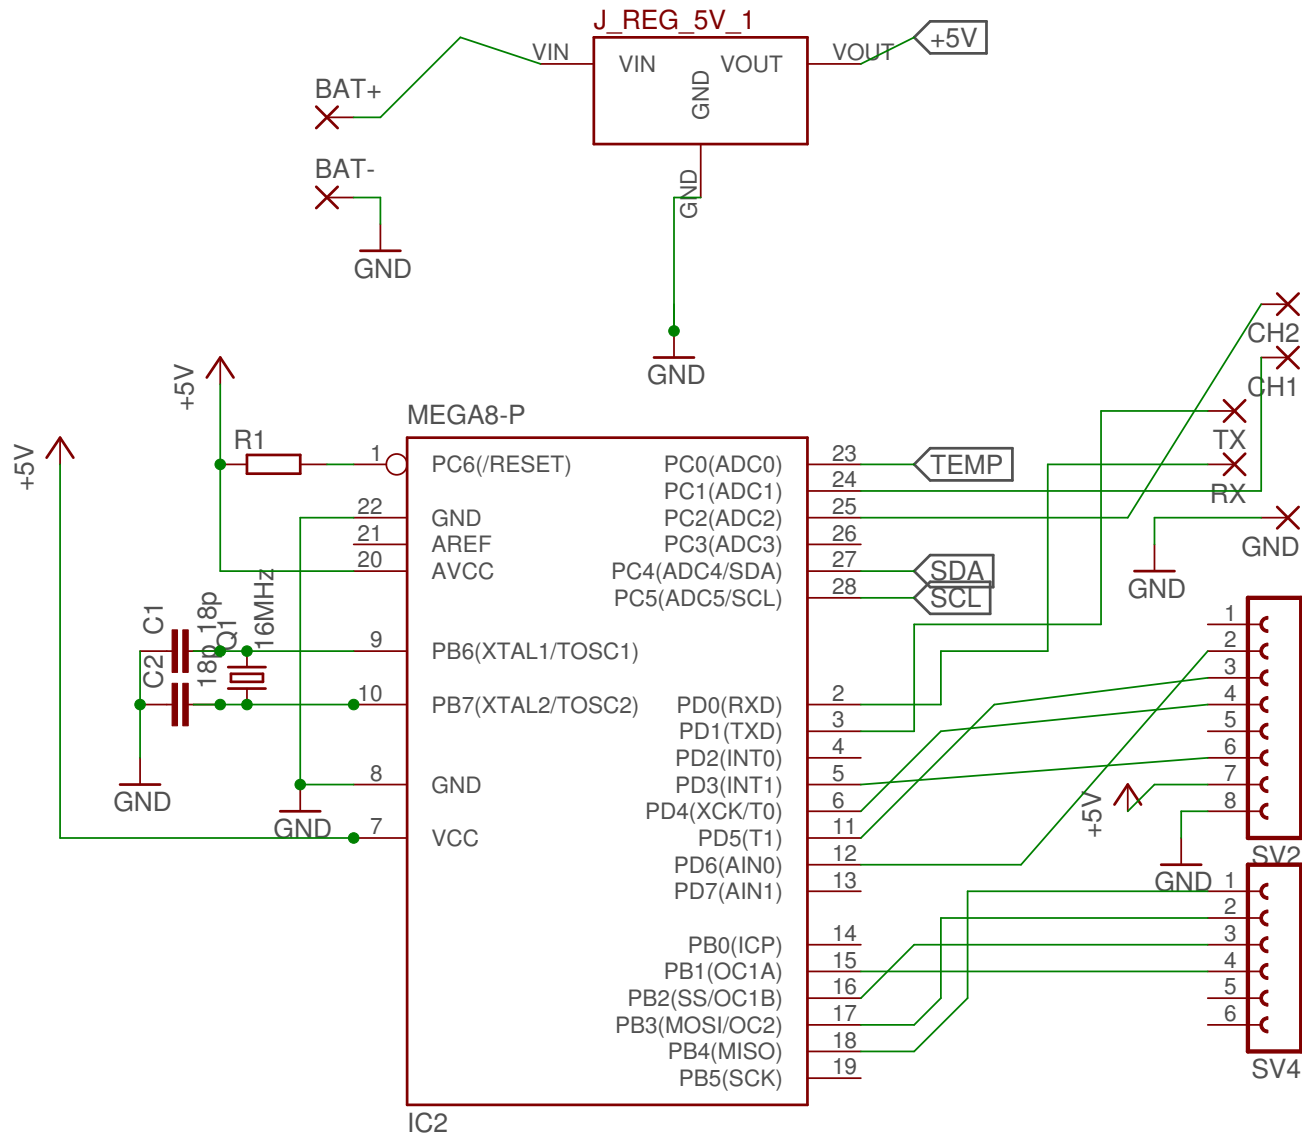 J_REG_5V_1
VIN
VIN
VOUT
VOUT
+5V
GND
GND
BAT+
BAT-
GND
GND
CH2
CH1
TX
RX
GND
GND
+5V
+5V
R1
MEGA8-P
1
PC6(/RESET)
22
GND
21
AREF
20
AVCC
C1
18p
Q1
16MHz
C2
18p
9
PB6(XTAL1/TOSC1)
10
PB7(XTAL2/TOSC2)
GND
8
GND
GND
7
VCC
PC0(ADC0)
23
TEMP
PC1(ADC1)
24
PC2(ADC2)
25
PC3(ADC3)
26
PC4(ADC4/SDA)
27
SDA
PC5(ADC5/SCL)
28
SCL
PD0(RXD)
2
PD1(TXD)
3
PD2(INT0)
4
PD3(INT1)
5
PD4(XCK/T0)
6
PD5(T1)
11
PD6(AIN0)
12
PD7(AIN1)
13
PB0(ICP)
14
PB1(OC1A)
15
PB2(SS/OC1B)
16
PB3(MOSI/OC2)
17
PB4(MISO)
18
PB5(SCK)
19
IC2
1
2
3
4
5
6
7
8
+5V
GND
SV2
1
2
3
4
5
6
SV4